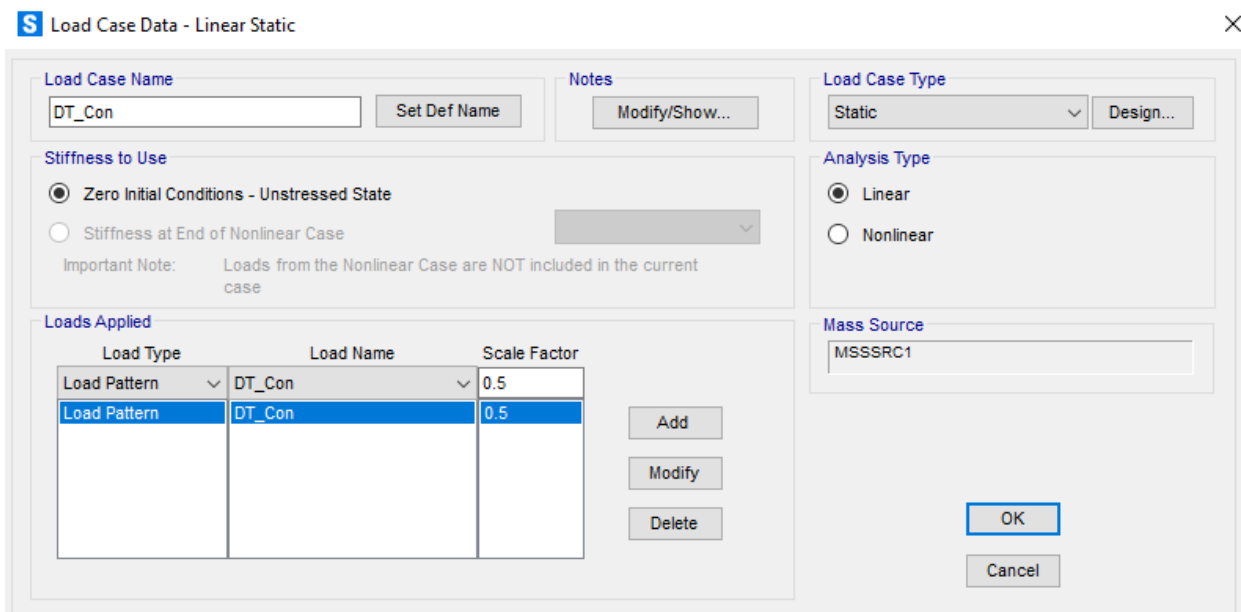 S Load Case Data - Linear Static
Load Case Name
DT_Con
Set Def Name
Notes
Modify/Show...
Load Case Type
Static
Design...
Stiffness to Use
Zero Initial Conditions - Unstressed State
Stiffness at End of Nonlinear Case
Important Note: Loads from the Nonlinear Case are NOT included in the current
case
Analysis Type
Linear
Nonlinear
Loads Applied
Load Type Load Name Scale Factor
Load Pattern DT_Con 0.5
Load Pattern DT_Con 0.5
Add
Modify
Delete
Mass Source
MSSSRC1
OK
Cancel